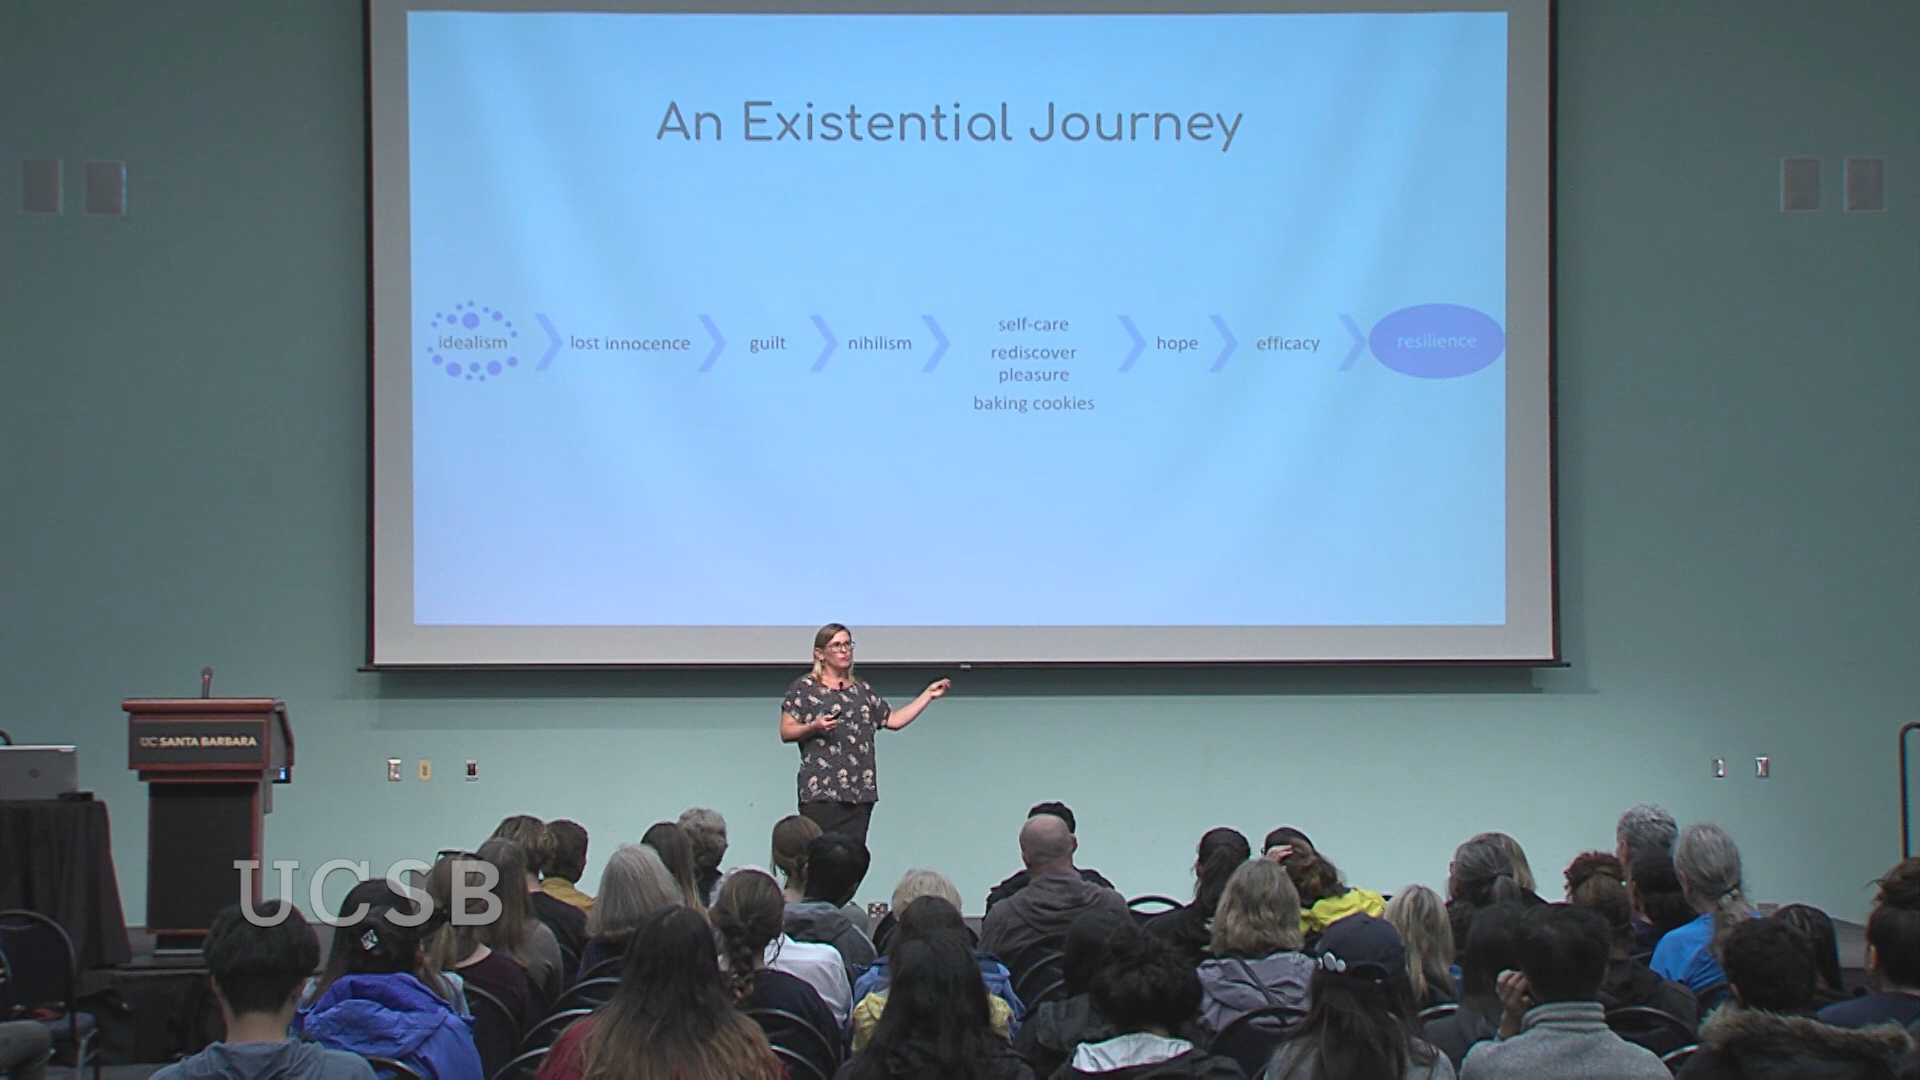 An Existential Journey
idealism
lost innocence
guilt
nihilism
self-care
rediscover
pleasure
baking cookies
hope
efficacy
resilience
UC SANTA BARBARA
UCSB